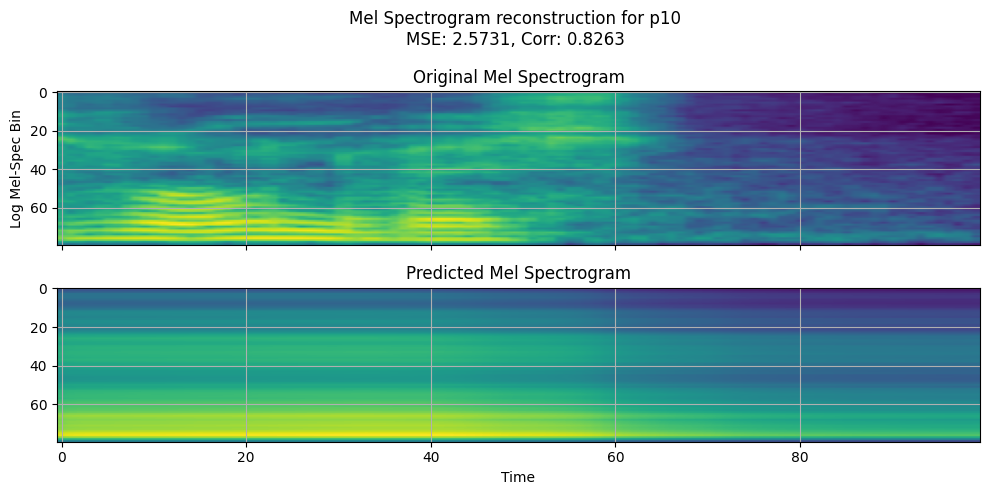 Mel Spectrogram reconstruction for p10
MSE: 2.5731, Corr: 0.8263
Original Mel Spectrogram
Log Mel-Spec Bin
0
20
40
60
Predicted Mel Spectrogram
0
20
40
60
0 20 40 60 80
Time